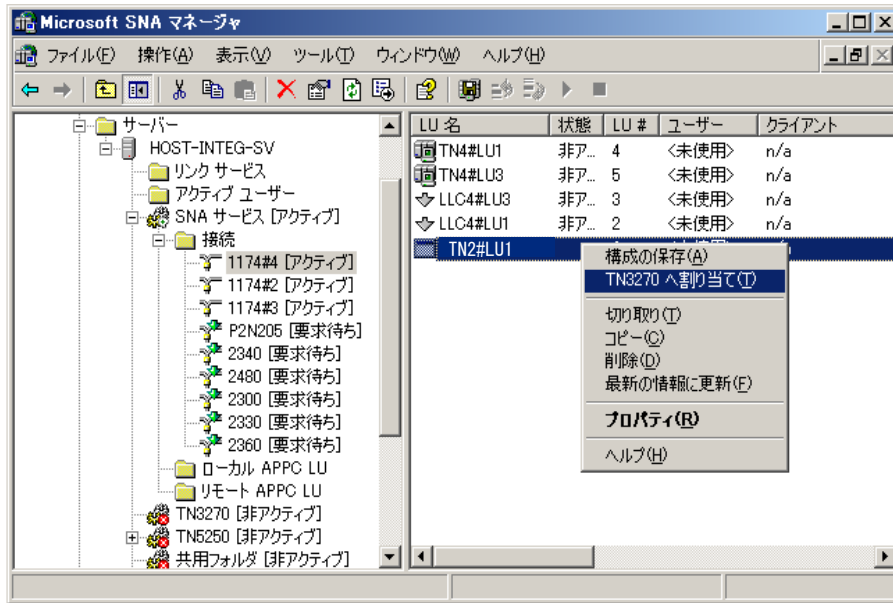 Microsoft SNA マネージャ
ファイル(F) 操作(A) 表示(V) ツール(T) ウィンドウ(W) ヘルプ(H)
サーバー
HOST-INTEG-SV
リンク サービス
アクティブ ユーザー
SNA サービス [アクティブ]
接続
1174#4 [アクティブ]
1174#2 [アクティブ]
1174#3 [アクティブ]
P2N205 [要求待ち]
2340 [要求待ち]
2480 [要求待ち]
2300 [要求待ち]
2330 [要求待ち]
2360 [要求待ち]
ローカル APPC LU
リモート APPC LU
TN3270 [非アクティブ]
TN5250 [非アクティブ]
共用フォルダ [非アクティブ]
LU 名 状態 LU # ユーザー クライアント
TN4#LU1 非ア... 4 <未使用> n/a
TN4#LU3 非ア... 5 <未使用> n/a
LLC4#LU3 非ア... 3 <未使用> n/a
LLC4#LU1 非ア... 2 <未使用> n/a
TN2#LU1
構成の保存(A)
TN3270 へ割り当て(T)
切り取り(T)
コピー(C)
削除(D)
最新の情報に更新(F)
プロパティ(R)
ヘルプ(H)